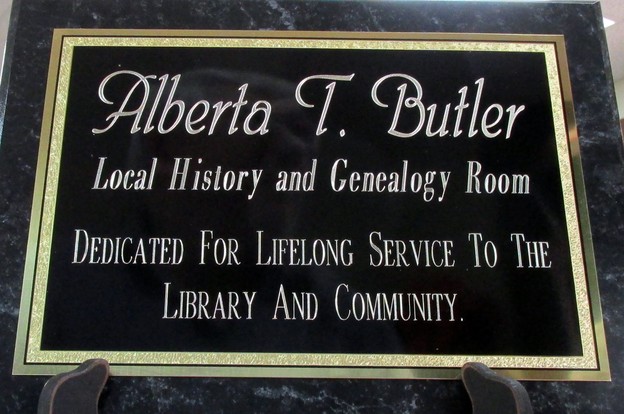 Alberta T. Butler
Local History and Genealogy Room
DEDICATED FOR LIFELONG SERVICE TO THE
LIBRARY AND COMMUNITY.